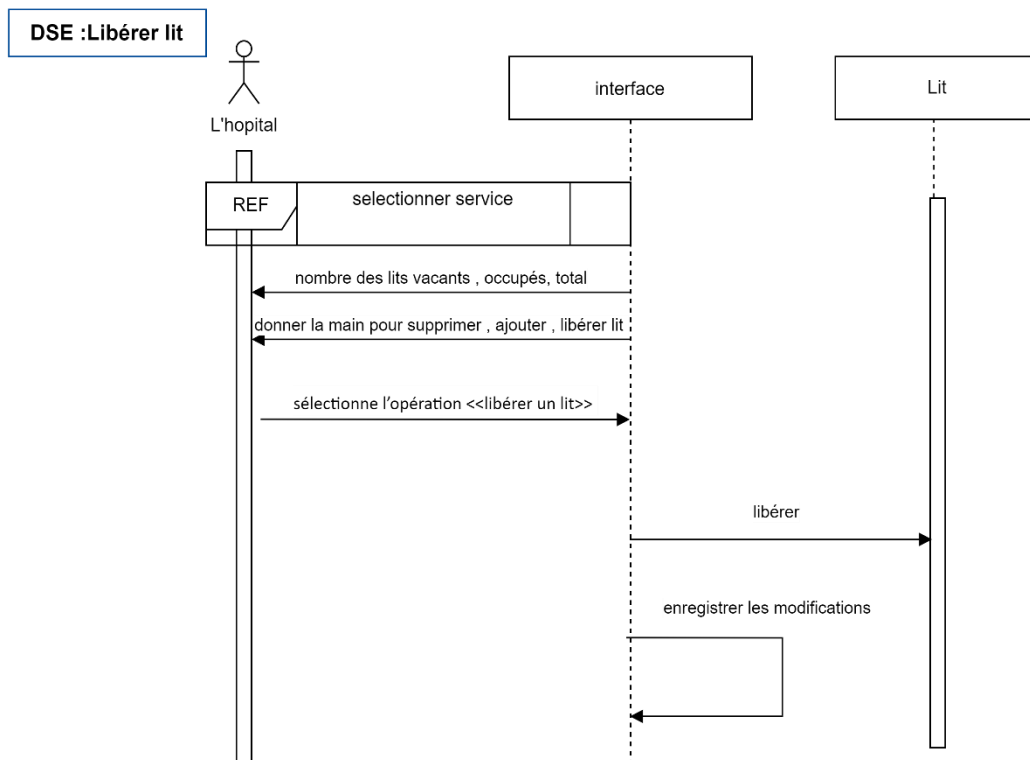 DSE :Libérer lit
L'hopital
interface
Lit
REF
selectionner service
nombre des lits vacants , occupés, total
donner la main pour supprimer , ajouter , libérer lit
sélectionne l’opération <<libérer un lit>>
libérer
enregistrer les modifications